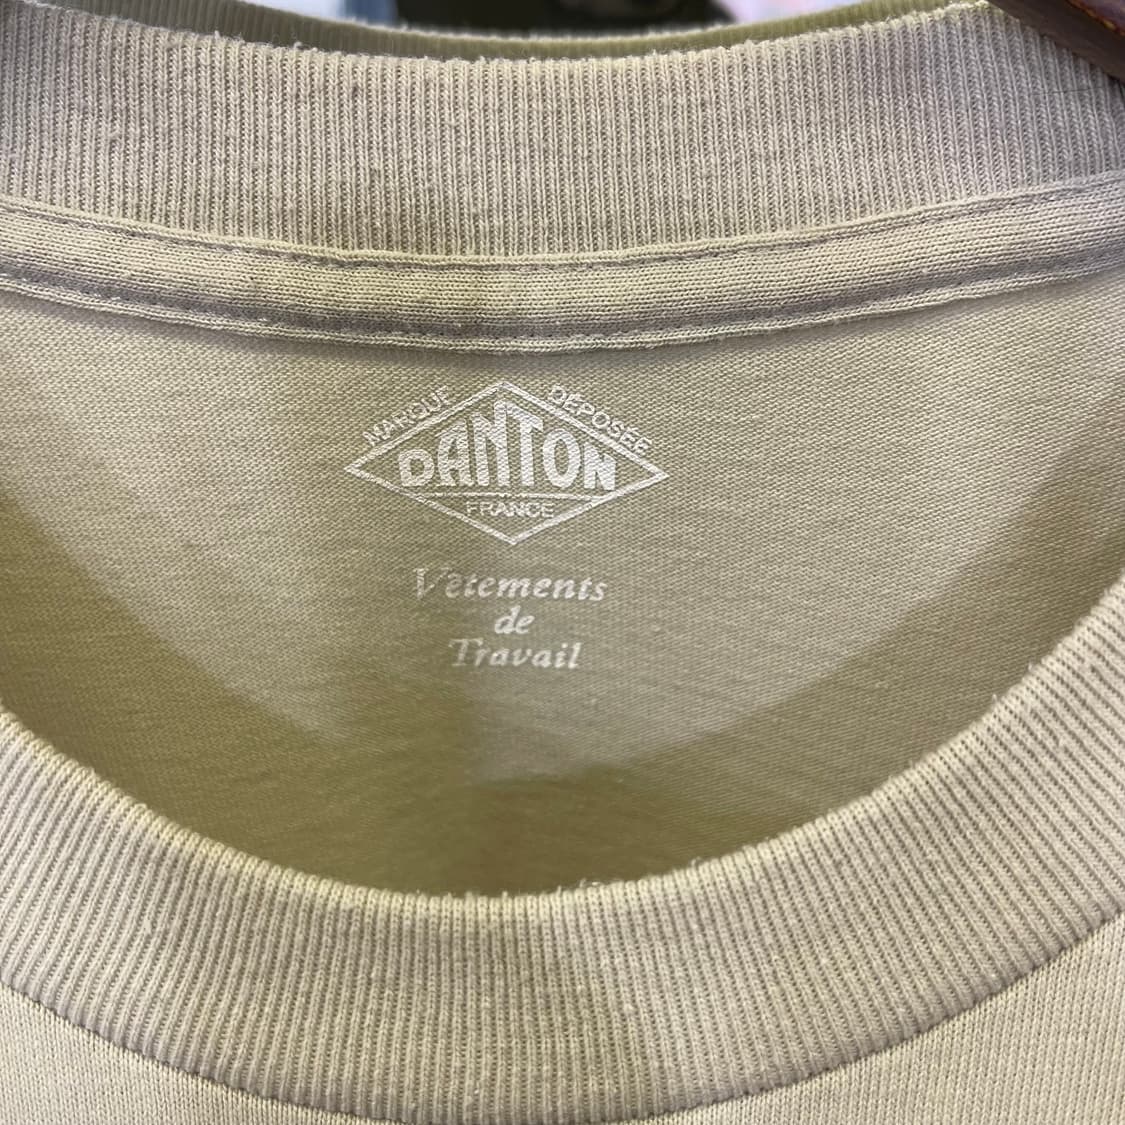 MARQUE DÉPOSÉE
DANTON
FRANCE
Vêtements
de
Travail